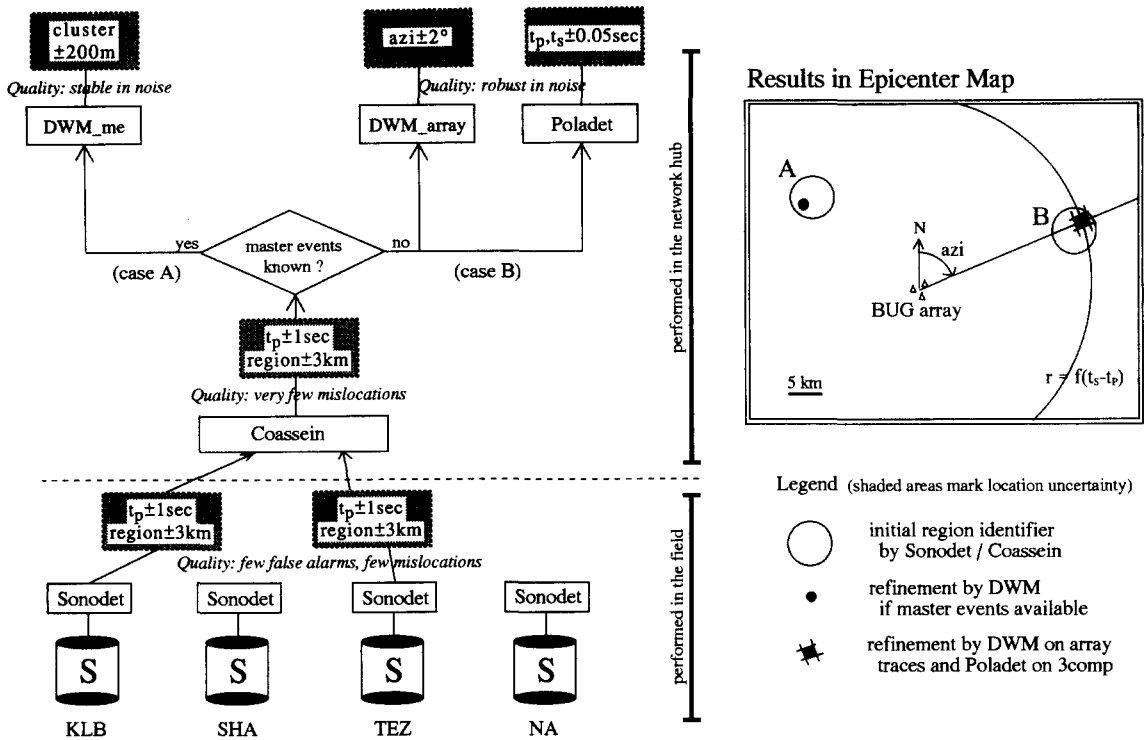 cluster
±200m
Quality: stable in noise
DWM_me
azi±2°
tp,ts±0.05sec
Quality: robust in noise
DWM_array
Poladet
yes
master events
known ?
no
(case A)
(case B)
tp±1sec
region±3km
Quality: very few mislocations
Coassein
tp±1sec
region±3km
tp±1sec
region±3km
Quality: few false alarms, few mislocations
Sonodet
Sonodet
Sonodet
Sonodet
S
S
S
S
KLB
SHA
TEZ
NA
performed in the network hub
performed in the field
Results in Epicenter Map
A
B
N
azi
BUG array
5 km
r = f(tS-tP)
Legend (shaded areas mark location uncertainty)
initial region identifier
by Sonodet / Coassein
refinement by DWM
if master events available
refinement by DWM on array
traces and Poladet on 3comp